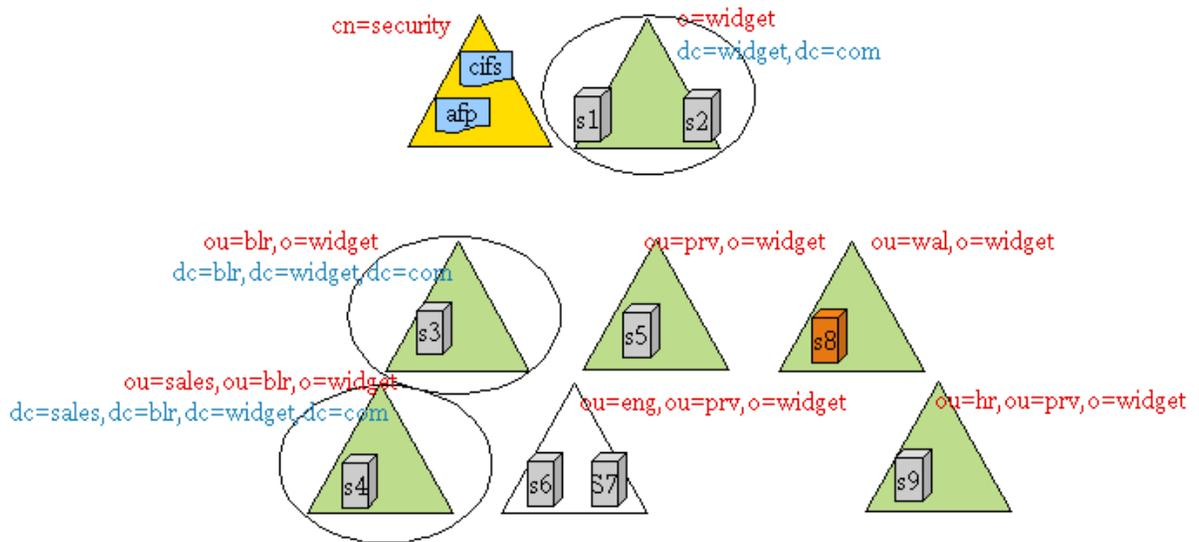 cn=security
o=widget
dc=widget,dc=com
cifs
afp
s1
s2
ou=blr,o=widget
dc=blr,dc=widget,dc=com
ou=prv,o=widget
ou=wal,o=widget
s3
s5
s8
ou=sales,ou=blr,o=widget
dc=sales,dc=blr,dc=widget,dc=com
ou=eng,ou=prv,o=widget
ou=hr,ou=prv,o=widget
s4
s6
S7
s9